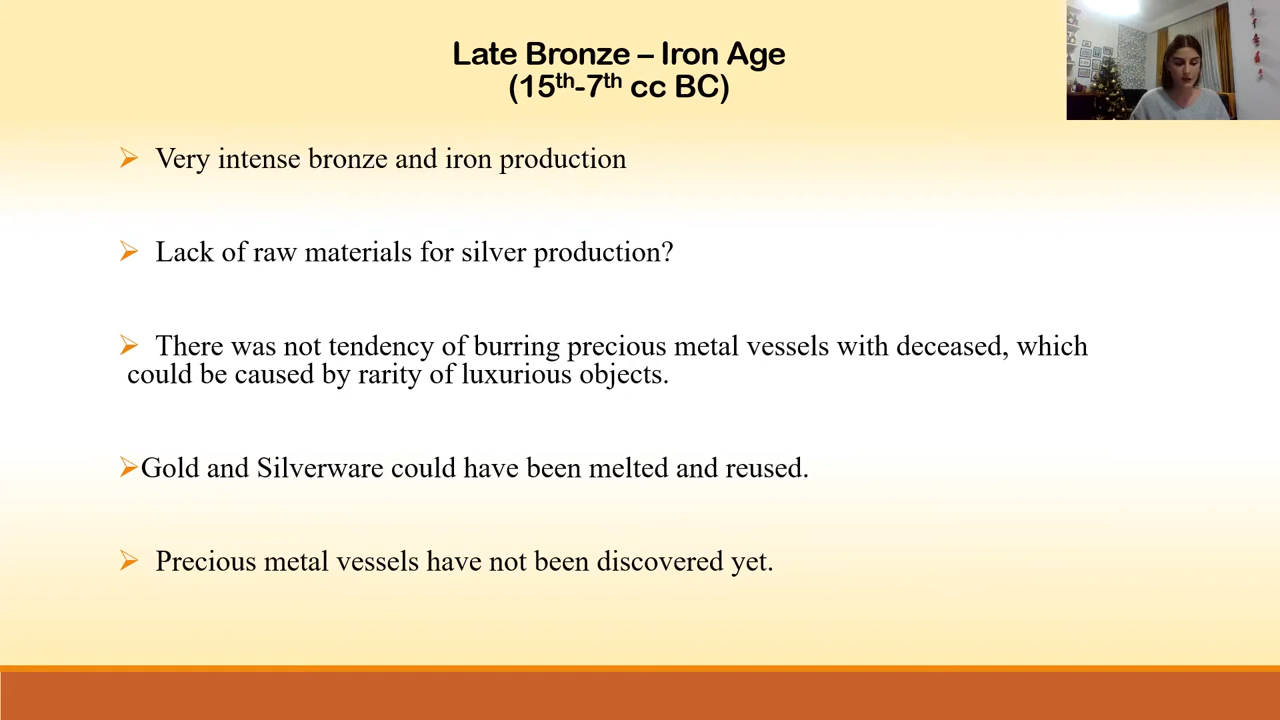 Late Bronze – Iron Age
(15th-7th cc BC)
Very intense bronze and iron production
Lack of raw materials for silver production?
There was not tendency of burring precious metal vessels with deceased, which
could be caused by rarity of luxurious objects.
Gold and Silverware could have been melted and reused.
Precious metal vessels have not been discovered yet.